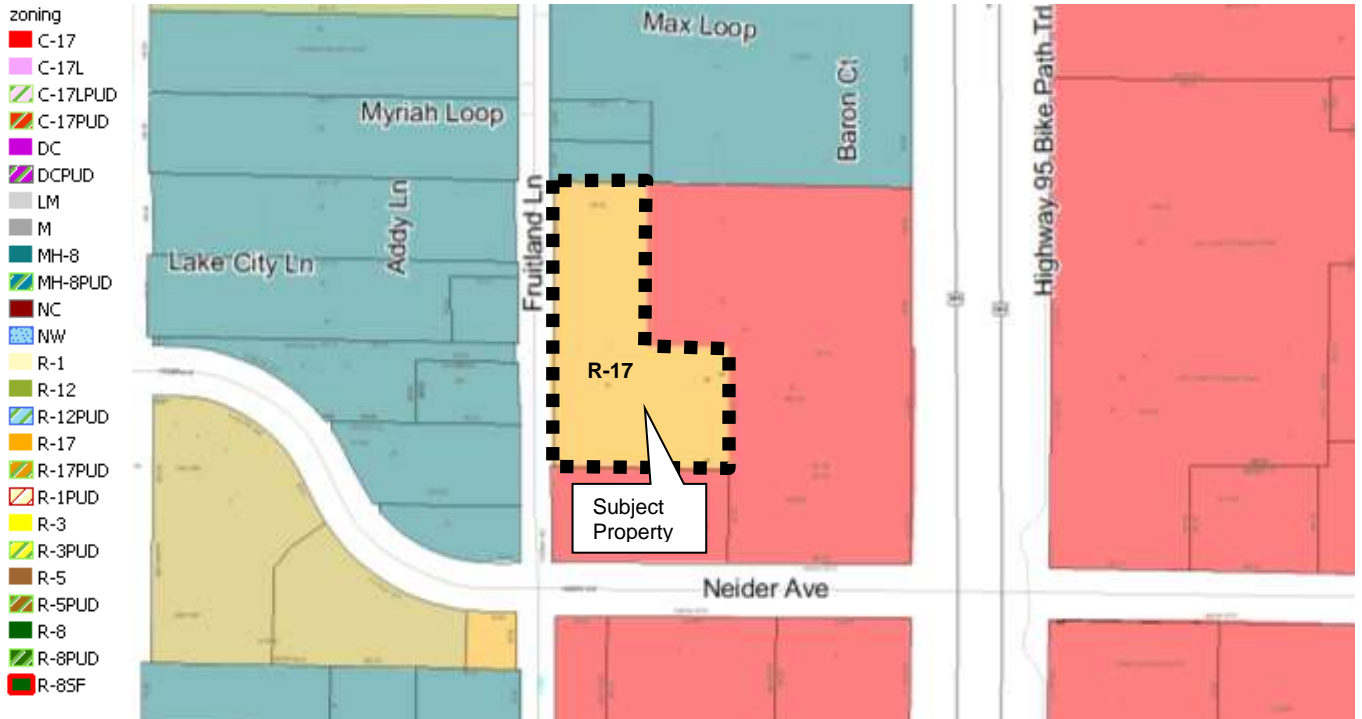 zoning
C-17
C-17L
C-17LPUD
C-17PUD
DC
DCPUD
LM
M
MH-8
MH-8PUD
NC
NW
R-1
R-12
R-12PUD
R-17
R-17PUD
R-1PUD
R-3
R-3PUD
R-5
R-5PUD
R-8
R-8PUD
R-8SF
Max Loop
Myriah Loop
Baron Ct
Highway 95 Bike Path Trl
Addy Ln
Fruitland Ln
Lake City Ln
R-17
Subject
Property
Neider Ave